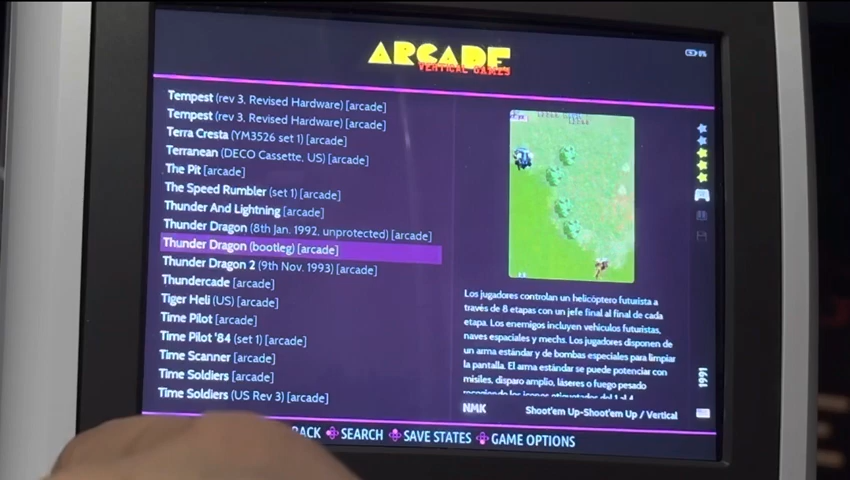 ARCADE
VERTICAL GAMES
Tempest (rev 3, Revised Hardware) [arcade]
Tempest (rev 3, Revised Hardware) [arcade]
Terra Cresta (YM3526 set 1) [arcade]
Terranean (DECO Cassette, US) [arcade]
The Pit [arcade]
The Speed Rumbler (set 1) [arcade]
Thunder And Lightning [arcade]
Thunder Dragon (8th Jan. 1992, unprotected) [arcade]
Thunder Dragon (bootleg) [arcade]
Thunder Dragon 2 (9th Nov. 1993) [arcade]
Thundercade [arcade]
Tiger Heli (US) [arcade]
Time Pilot [arcade]
Time Pilot '84 (set 1) [arcade]
Time Scanner [arcade]
Time Soldiers [arcade]
Time Soldiers (US Rev 3) [arcade]
Los jugadores controlan un helicóptero futurista a
través de 8 etapas con un jefe final al final de cada
etapa. Los enemigos incluyen vehículos futuristas,
naves espaciales y mechs. Los jugadores disponen de
un arma estándar y de bombas especiales para limpiar
la pantalla. El arma estándar se puede potenciar con
misiles, disparo amplio, láseres o fuego pesado
recogiendo los iconos etiquetados del 1 al 4
1991
NMK Shoot'em Up-Shoot'em Up / Vertical
BACK SEARCH SAVE STATES GAME OPTIONS